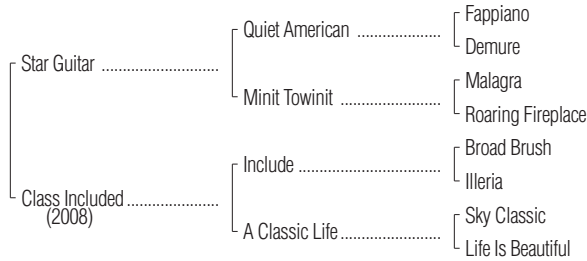 Fappiano
Quiet American ....................
Demure
Star Guitar ............................
Malagra
Minit Towinit ........................
Roaring Fireplace
Broad Brush
Include ...............................
Illeria
Class Included ......................
(2008)
Sky Classic
A Classic Life.......................
Life Is Beautiful